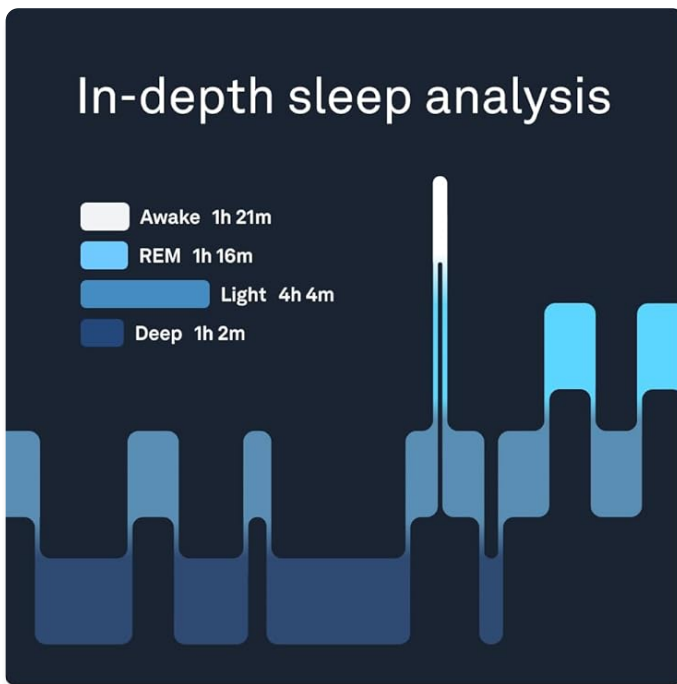 In-depth sleep analysis
Awake 1h 21m
REM 1h 16m
Light 4h 4m
Deep 1h 2m